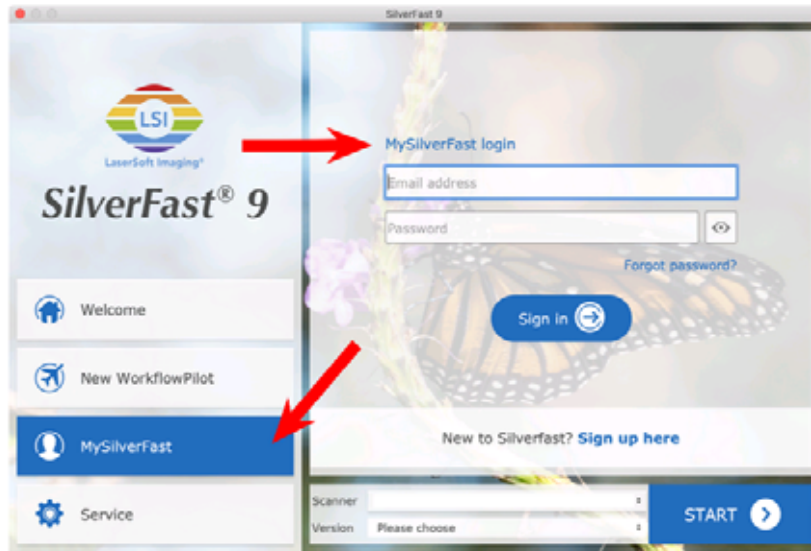 SilverFast 9
LSI
LaserSoft Imaging®
SilverFast® 9
Welcome
New WorkflowPilot
MySilverFast
Service
MySilverFast login
Email address
Password
Forgot password?
Sign in
New to Silverfast? Sign up here
Scanner
Version Please choose
START